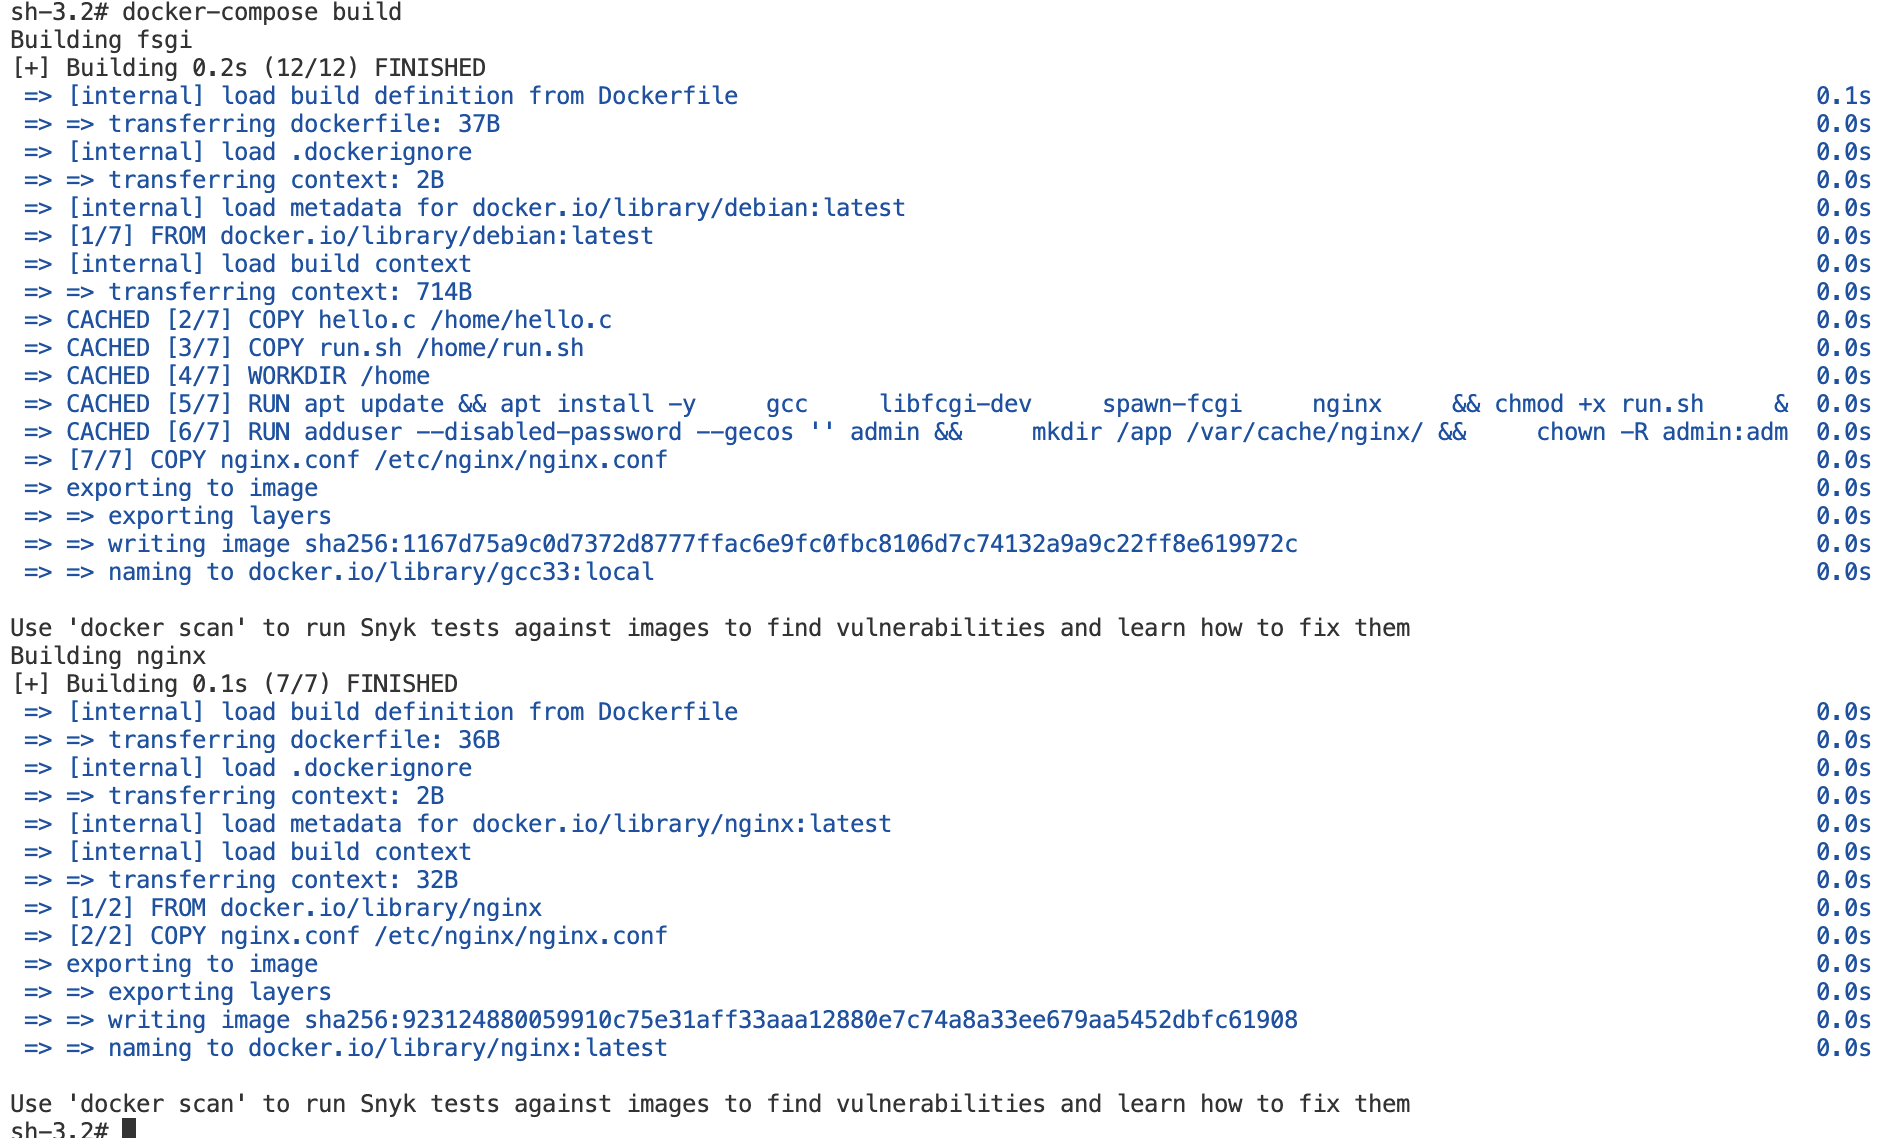 sh-3.2# docker-compose build
Building fsgi
[+] Building 0.2s (12/12) FINISHED
=> [internal] load build definition from Dockerfile 0.1s
=> => transferring dockerfile: 37B 0.0s
=> [internal] load .dockerignore 0.0s
=> => transferring context: 2B 0.0s
=> [internal] load metadata for docker.io/library/debian:latest 0.0s
=> [1/7] FROM docker.io/library/debian:latest 0.0s
=> [internal] load build context 0.0s
=> => transferring context: 714B 0.0s
=> CACHED [2/7] COPY hello.c /home/hello.c 0.0s
=> CACHED [3/7] COPY run.sh /home/run.sh 0.0s
=> CACHED [4/7] WORKDIR /home 0.0s
=> CACHED [5/7] RUN apt update && apt install -y     gcc     libfcgi-dev     spawn-fcgi     nginx     && chmod +x run.sh     & 0.0s
=> CACHED [6/7] RUN adduser --disabled-password --gecos '' admin &&     mkdir /app /var/cache/nginx/ &&     chown -R admin:adm 0.0s
=> [7/7] COPY nginx.conf /etc/nginx/nginx.conf 0.0s
=> exporting to image 0.0s
=> => exporting layers 0.0s
=> => writing image sha256:1167d75a9c0d7372d8777ffac6e9fc0fbc8106d7c74132a9a9c22ff8e619972c 0.0s
=> => naming to docker.io/library/gcc33:local 0.0s
Use 'docker scan' to run Snyk tests against images to find vulnerabilities and learn how to fix them
Building nginx
[+] Building 0.1s (7/7) FINISHED
=> [internal] load build definition from Dockerfile 0.0s
=> => transferring dockerfile: 36B 0.0s
=> [internal] load .dockerignore 0.0s
=> => transferring context: 2B 0.0s
=> [internal] load metadata for docker.io/library/nginx:latest 0.0s
=> [internal] load build context 0.0s
=> => transferring context: 32B 0.0s
=> [1/2] FROM docker.io/library/nginx 0.0s
=> [2/2] COPY nginx.conf /etc/nginx/nginx.conf 0.0s
=> exporting to image 0.0s
=> => exporting layers 0.0s
=> => writing image sha256:923124880059910c75e31aff33aaa12880e7c74a8a33ee679aa5452dbfc61908 0.0s
=> => naming to docker.io/library/nginx:latest 0.0s
Use 'docker scan' to run Snyk tests against images to find vulnerabilities and learn how to fix them
sh-3.2#